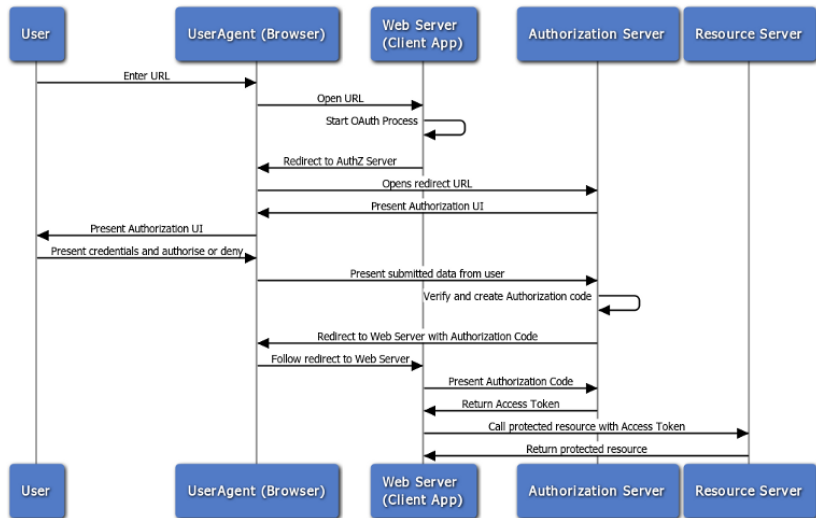 User
UserAgent (Browser)
Web Server
(Client App)
Authorization Server
Resource Server
Enter URL
Open URL
Start OAuth Process
Redirect to AuthZ Server
Opens redirect URL
Present Authorization UI
Present Authorization UI
Present credentials and authorise or deny
Present submitted data from user
Verify and create Authorization code
Redirect to Web Server with Authorization Code
Follow redirect to Web Server
Present Authorization Code
Return Access Token
Call protected resource with Access Token
Return protected resource
User
UserAgent (Browser)
Web Server
(Client App)
Authorization Server
Resource Server